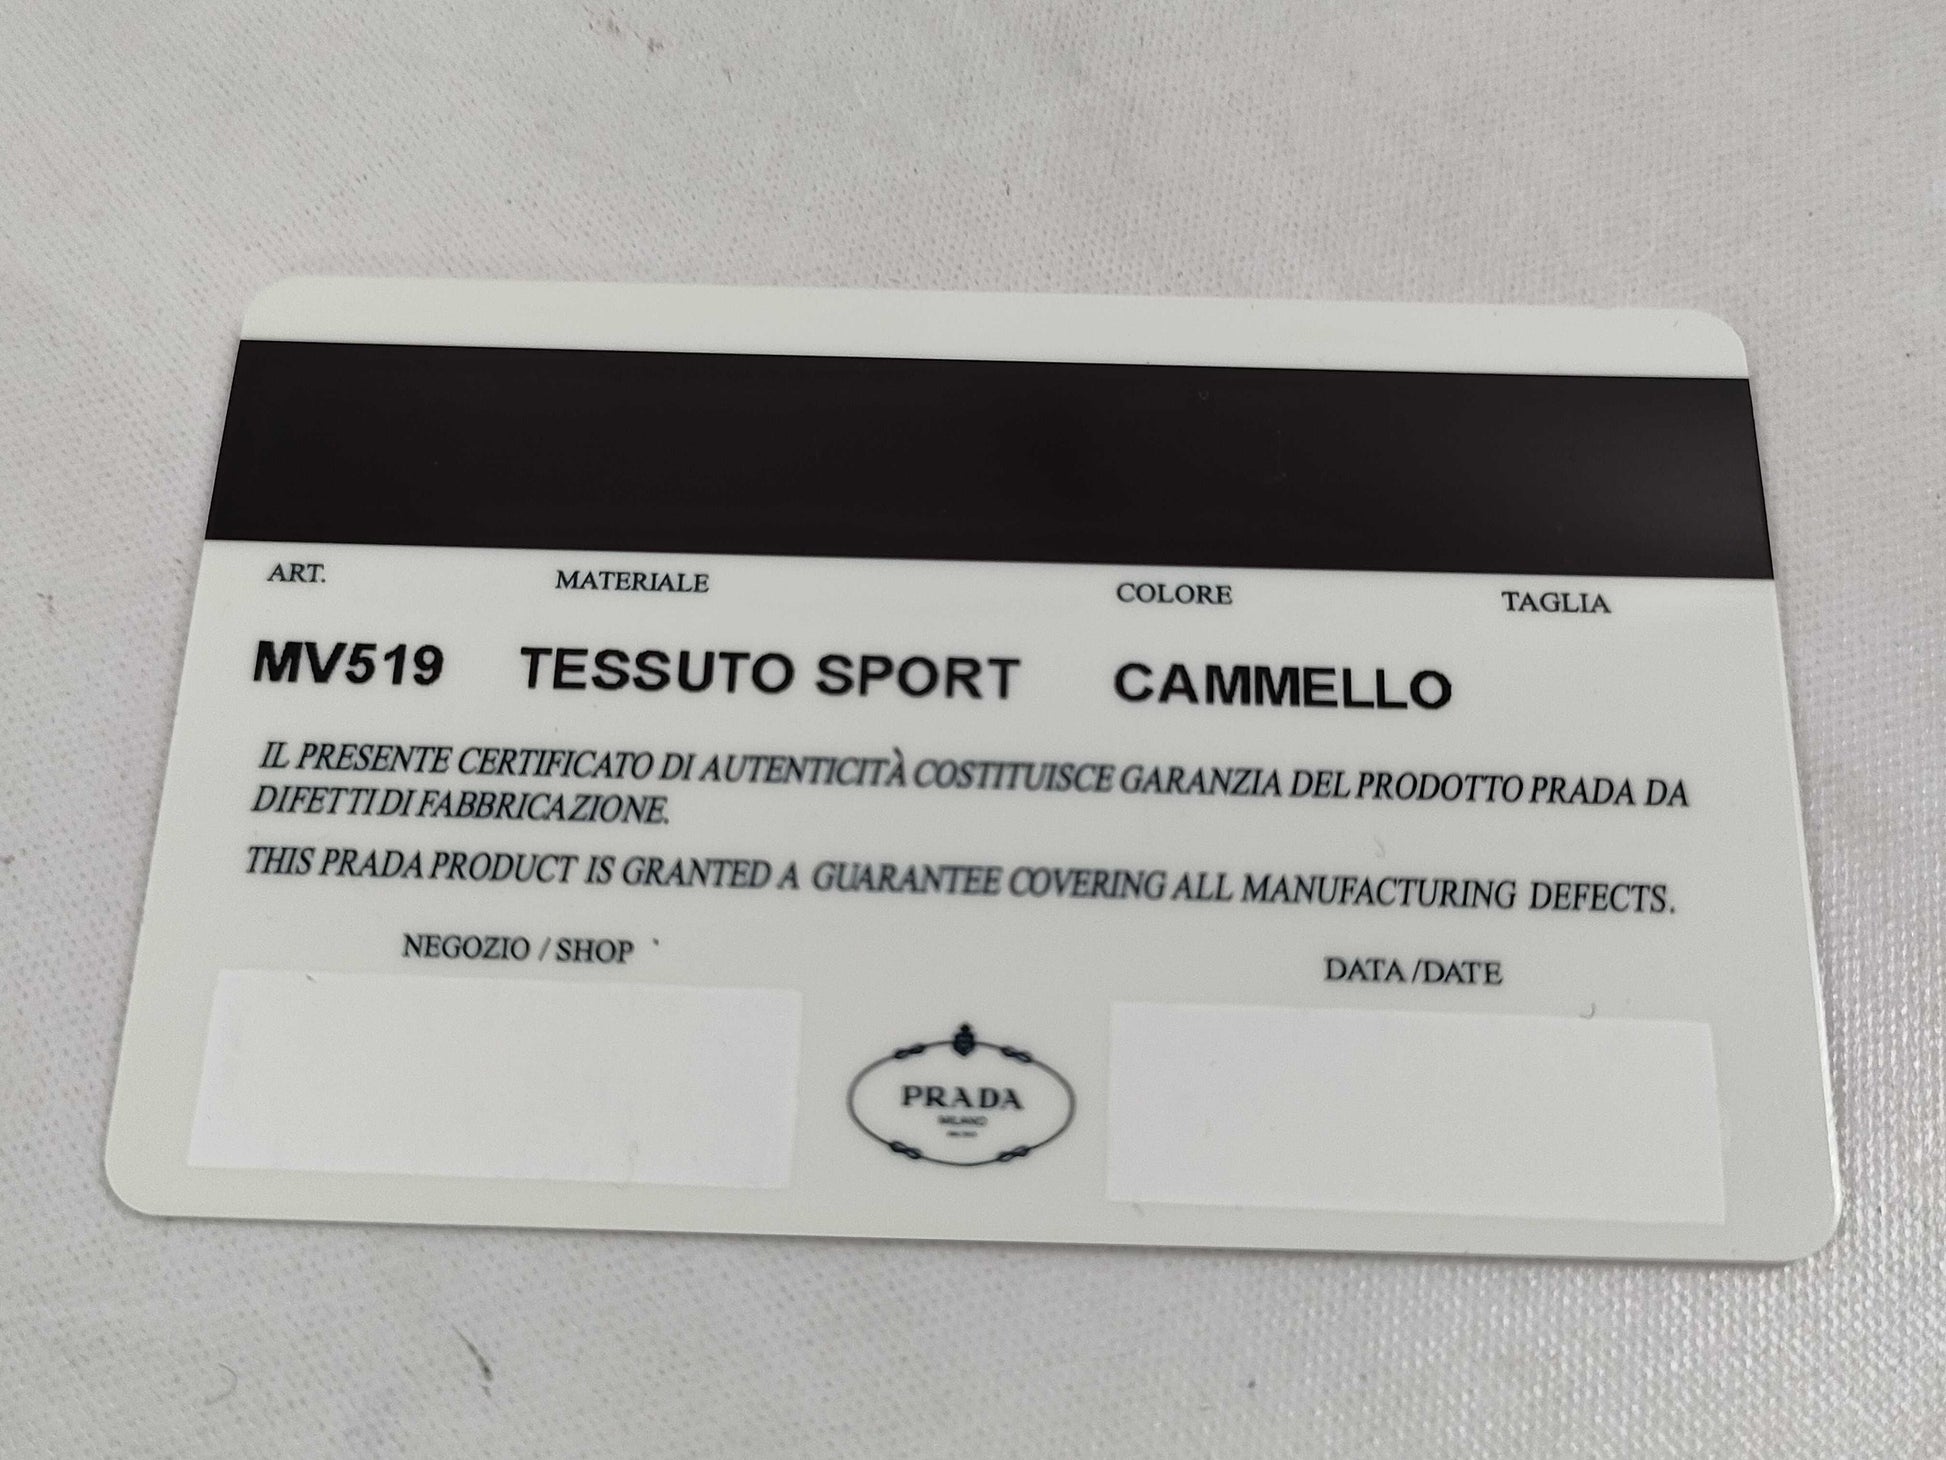 ART. MATERIALE COLORE TAGLIA
MV519 TESSUTO SPORT CAMMELLO
IL PRESENTE CERTIFICATO DI AUTENTICITÀ COSTITUISCE GARANZIA DEL PRODOTTO PRADA DA
DIFETTI DI FABBRICAZIONE.
THIS PRADA PRODUCT IS GRANTED A GUARANTEE COVERING ALL MANUFACTURING DEFECTS.
NEGOZIO / SHOP DATA /DATE
PRADA
MILANO